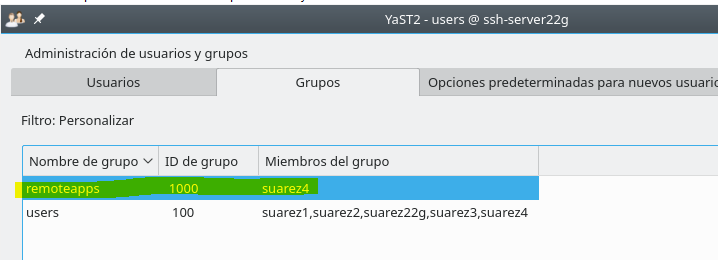 YaST2 - users @ ssh-server22g
Administración de usuarios y grupos
Usuarios Grupos Opciones predeterminadas para nuevos usuario
Filtro: Personalizar
Nombre de grupo ID de grupo Miembros del grupo
remoteapps 1000 suarez4
users 100 suarez1,suarez2,suarez22g,suarez3,suarez4